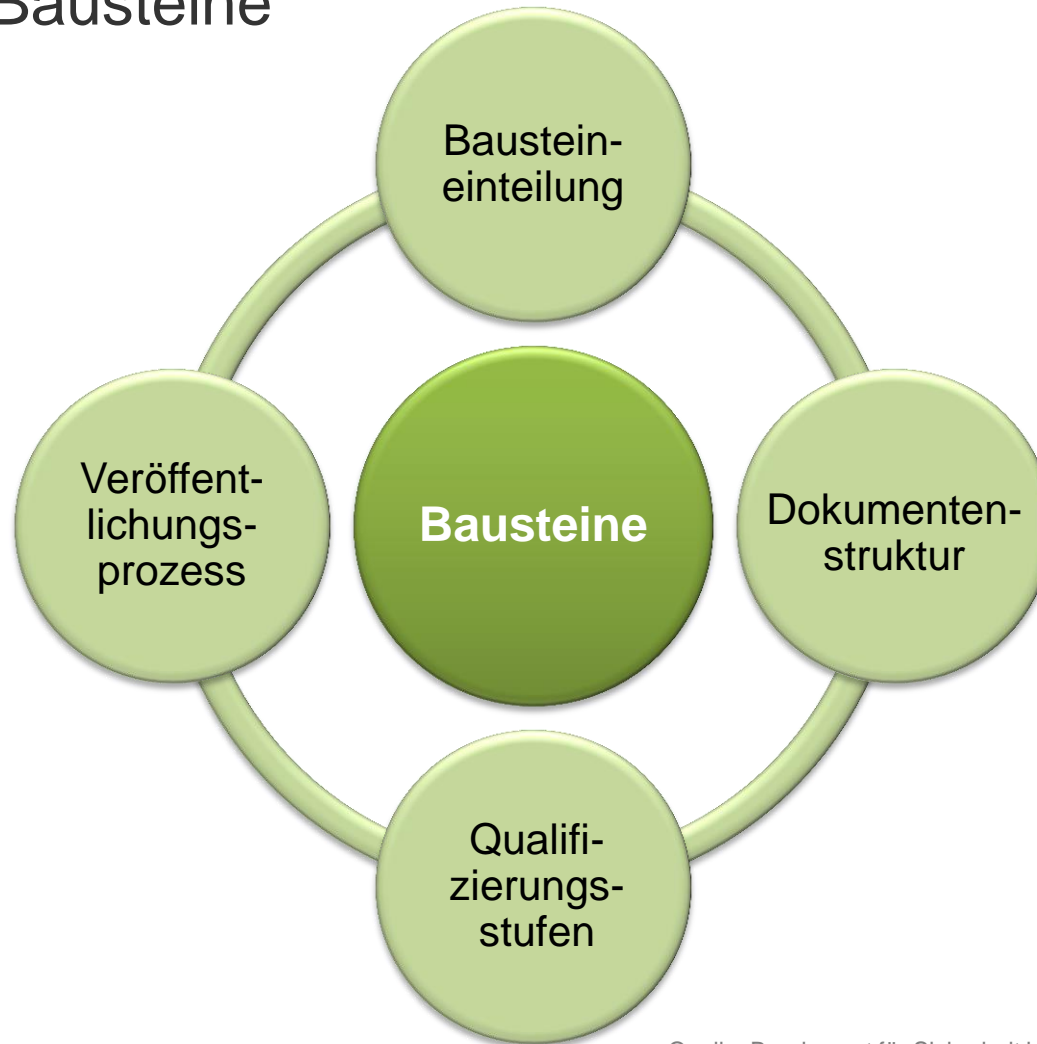 Bausteine
Baustein-
einteilung
Veröffent-
lichungs-
prozess
Bausteine
Dokumenten-
struktur
Qualifi-
zierungs-
stufen